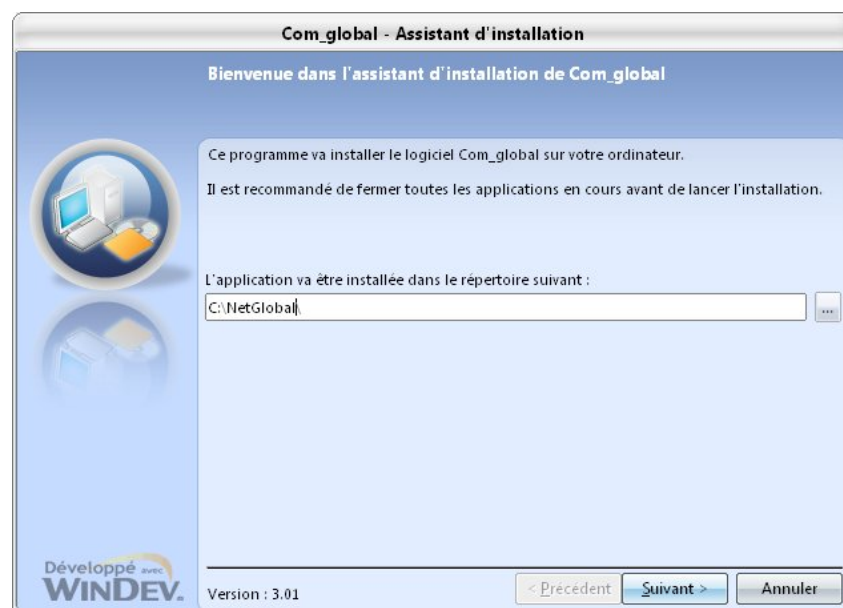 Com_global - Assistant d'installation
Bienvenue dans l'assistant d'installation de Com_global
Ce programme va installer le logiciel Com_global sur votre ordinateur.
Il est recommandé de fermer toutes les applications en cours avant de lancer l'installation.
L'application va être installée dans le répertoire suivant :
C:\NetGlobal\
...
Développé avec
WINDEV.
Version : 3.01
< Précédent
Suivant >
Annuler